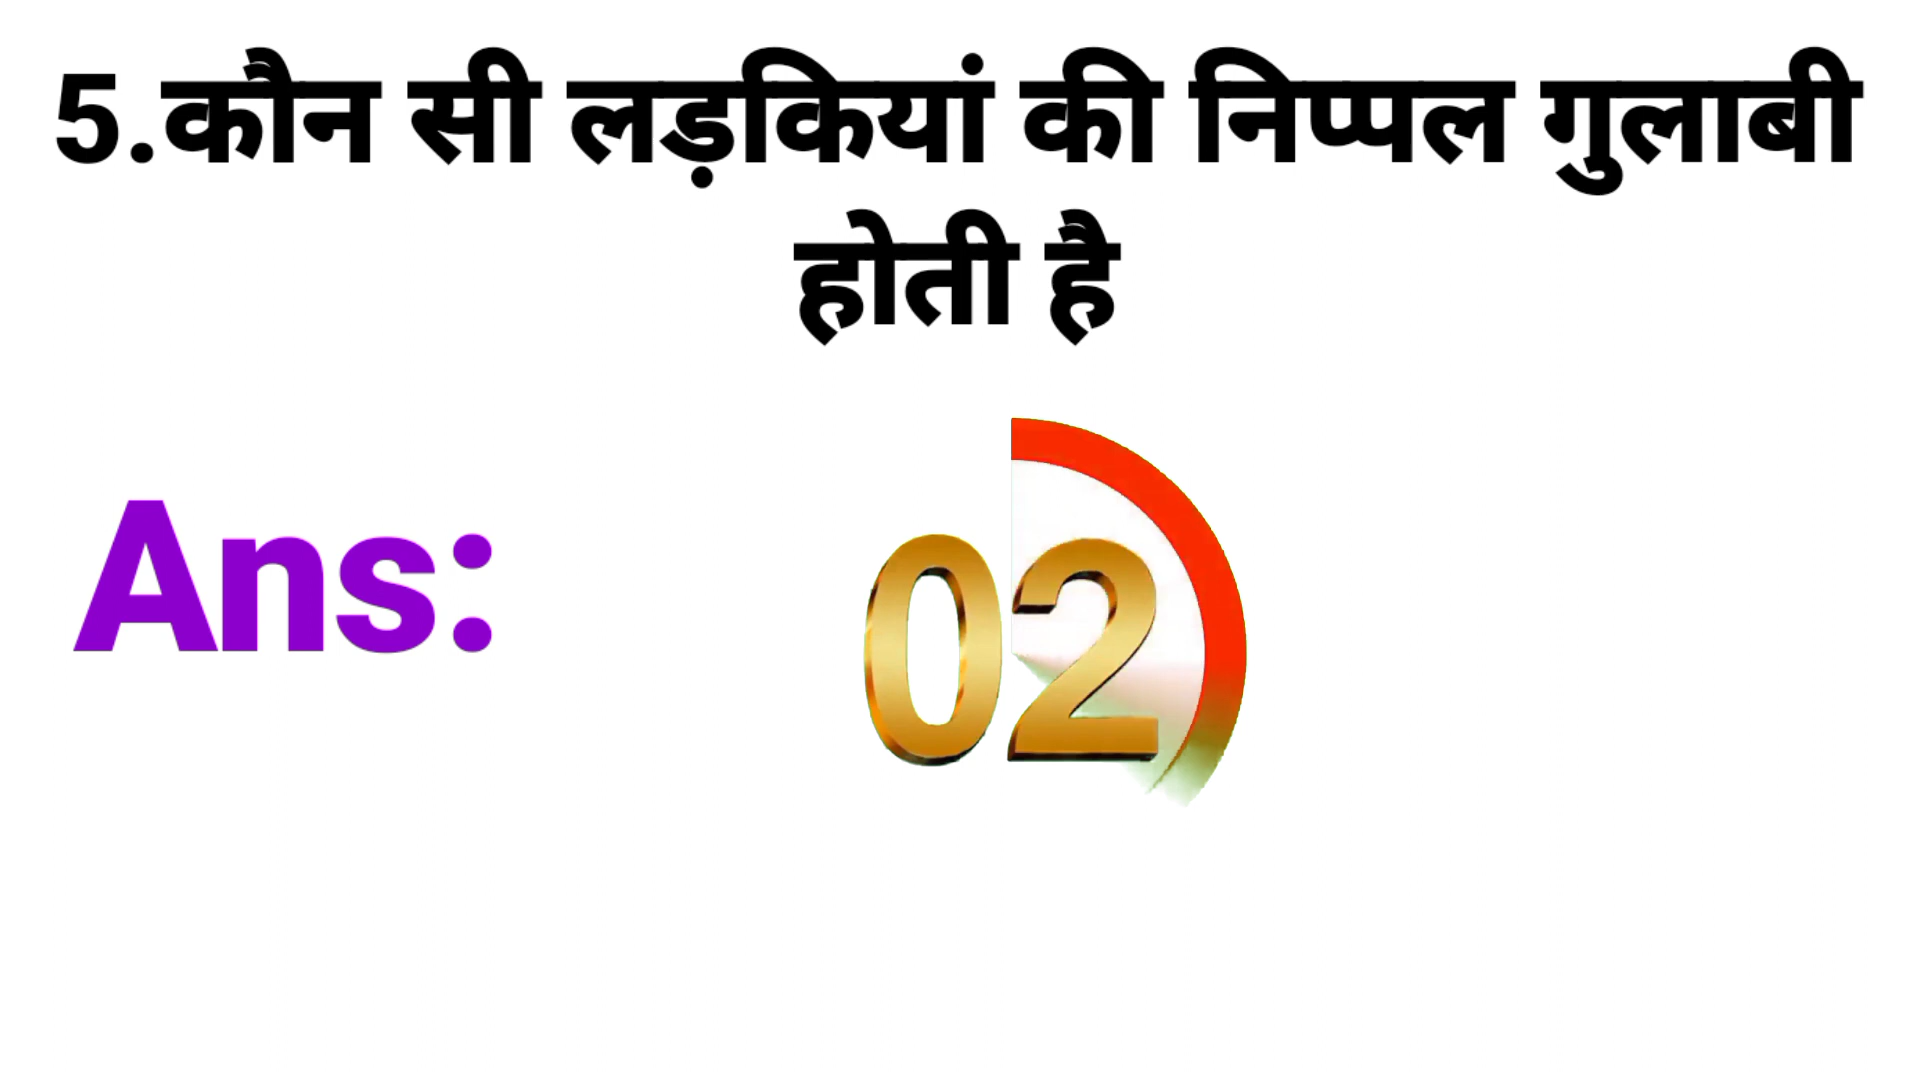 5.कौन सी लड़कियां की निप्पल गुलाबी
होती है
Ans:
02